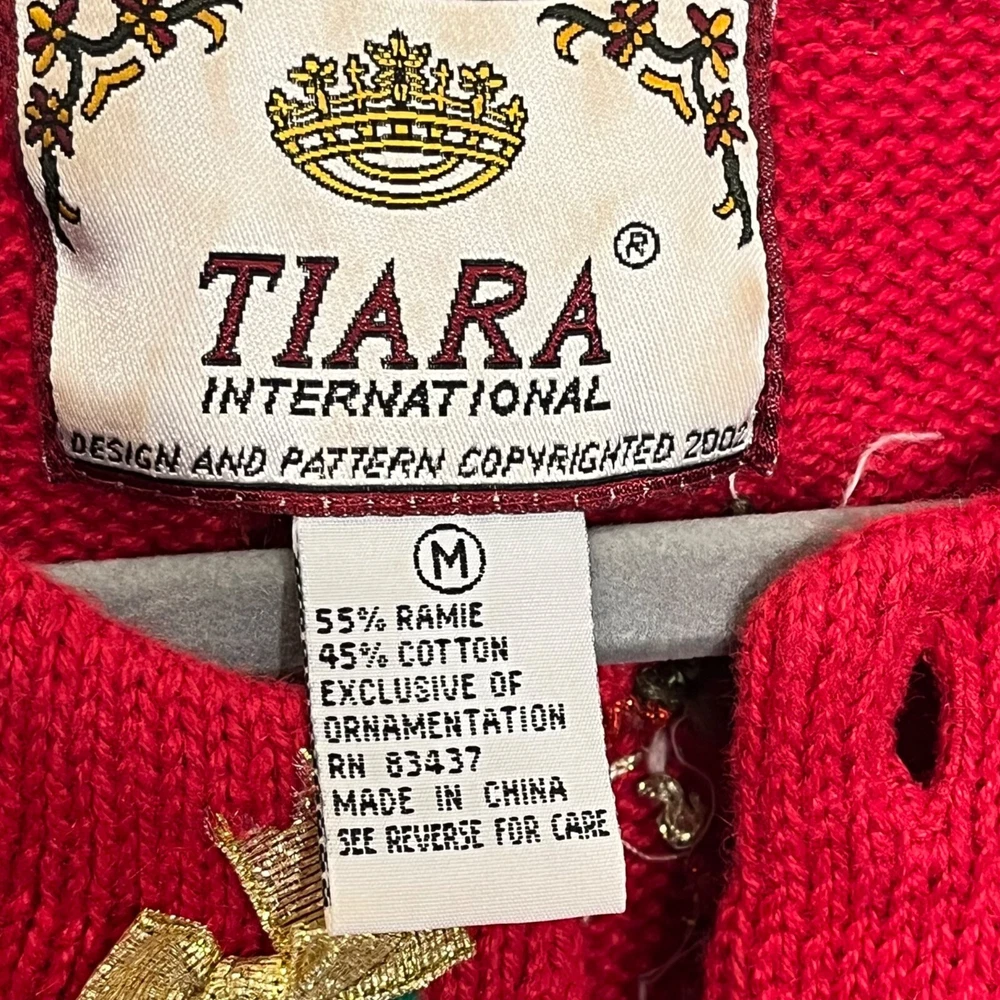 TIARA ®
INTERNATIONAL
DESIGN AND PATTERN COPYRIGHTED 2002
M
55% RAMIE
45% COTTON
EXCLUSIVE OF
ORNAMENTATION
RN 83437
MADE IN CHINA
SEE REVERSE FOR CARE